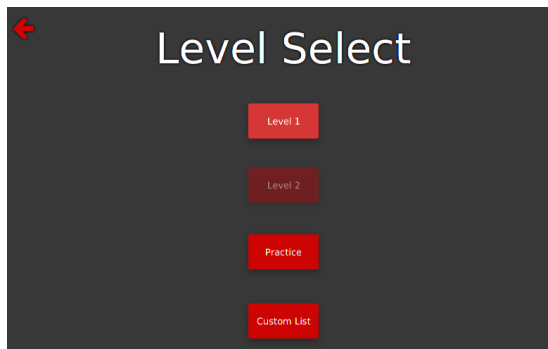 Level Select
Level 1
Level 2
Practice
Custom List